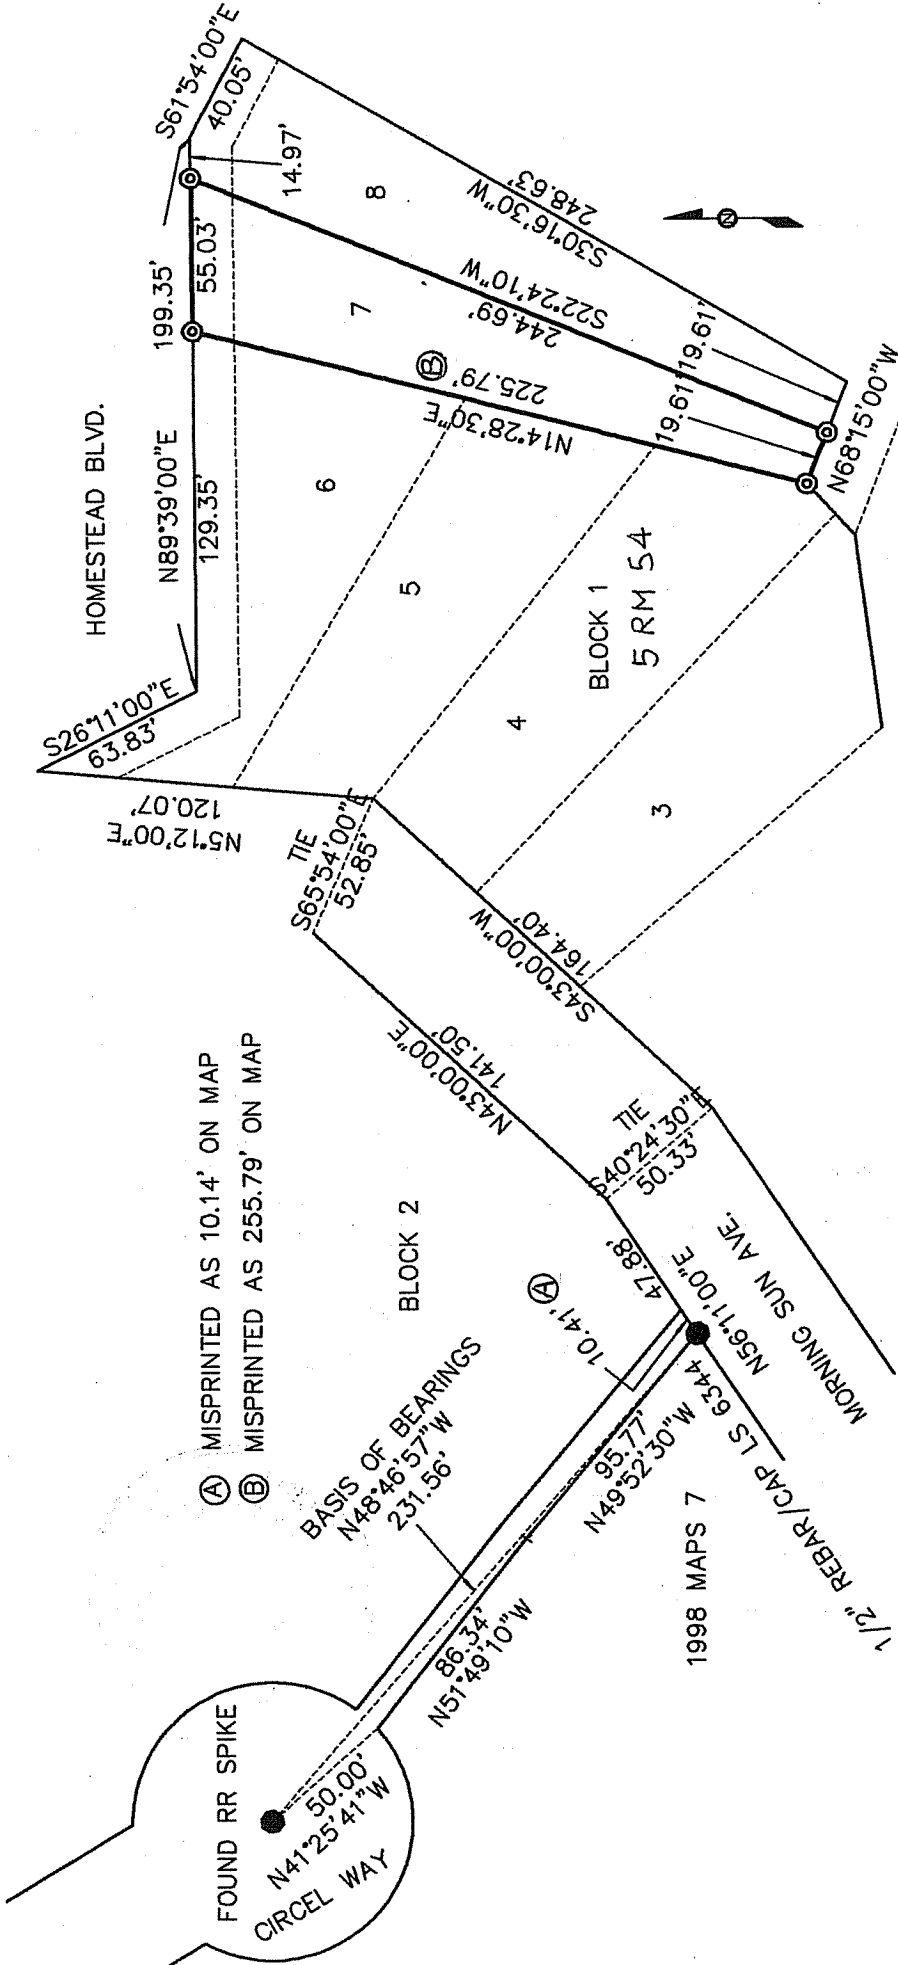 HOMESTEAD BLVD.
S26°11'00"E
63.83'
N89°39'00"E
199.35'
129.35'
55.03'
14.97'
S61°54'00"E
40.05'
N5°12'00"E
120.07'
TIE
S65°54'00"E
52.85'
6
7
8
5
4
3
BLOCK 1
5 RM 54
N14°28'30"E
225.79'
B
S22°24'10"W
244.69'
S30°16'30"W
248.63'
19.61'
19.61'
N68°15'00"W
N
S43°00'00"W
164.40'
N43°00'00"E
141.50'
TIE
S40°24'30"E
50.33'
A MISPRINTED AS 10.14' ON MAP
B MISPRINTED AS 255.79' ON MAP
BLOCK 2
47.88'
N56°11'00"E
MORNING SUN AVE.
10.41' A
BASIS OF BEARINGS
N48°46'57"W
231.56'
95.77'
N49°52'30"W
86.34'
N51°49'10"W
1998 MAPS 7
1/2" REBAR/CAP LS 6344
FOUND RR SPIKE
50.00'
N41°25'41"W
CIRCEL WAY